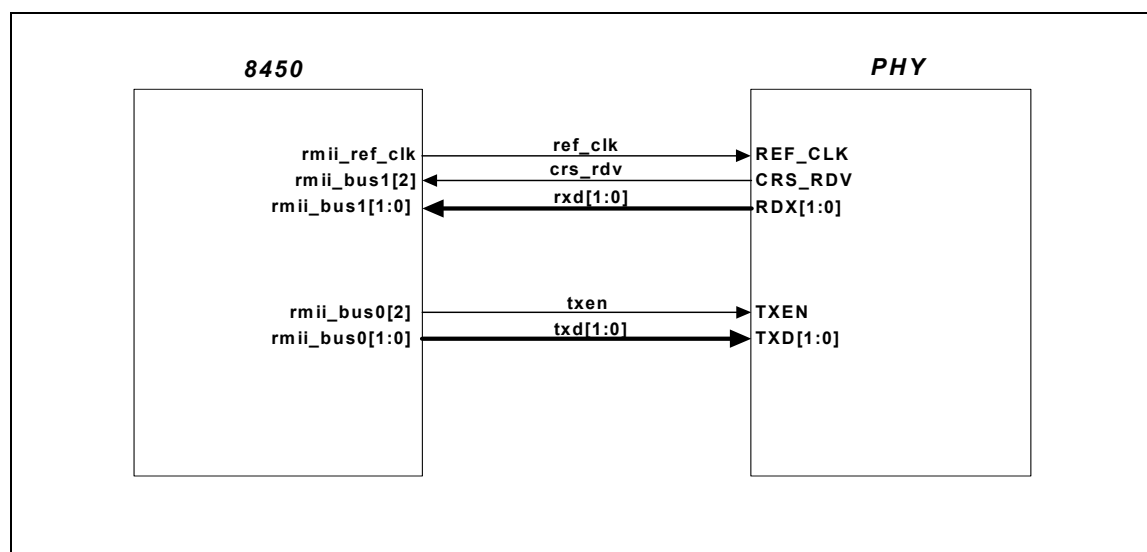 8450 PHY
rmii_ref_clk ref_clk REF_CLK
rmii_bus1[2] crs_rdv CRS_RDV
rmii_bus1[1:0] rxd[1:0] RDX[1:0]
rmii_bus0[2] txen TXEN
rmii_bus0[1:0] txd[1:0] TXD[1:0]